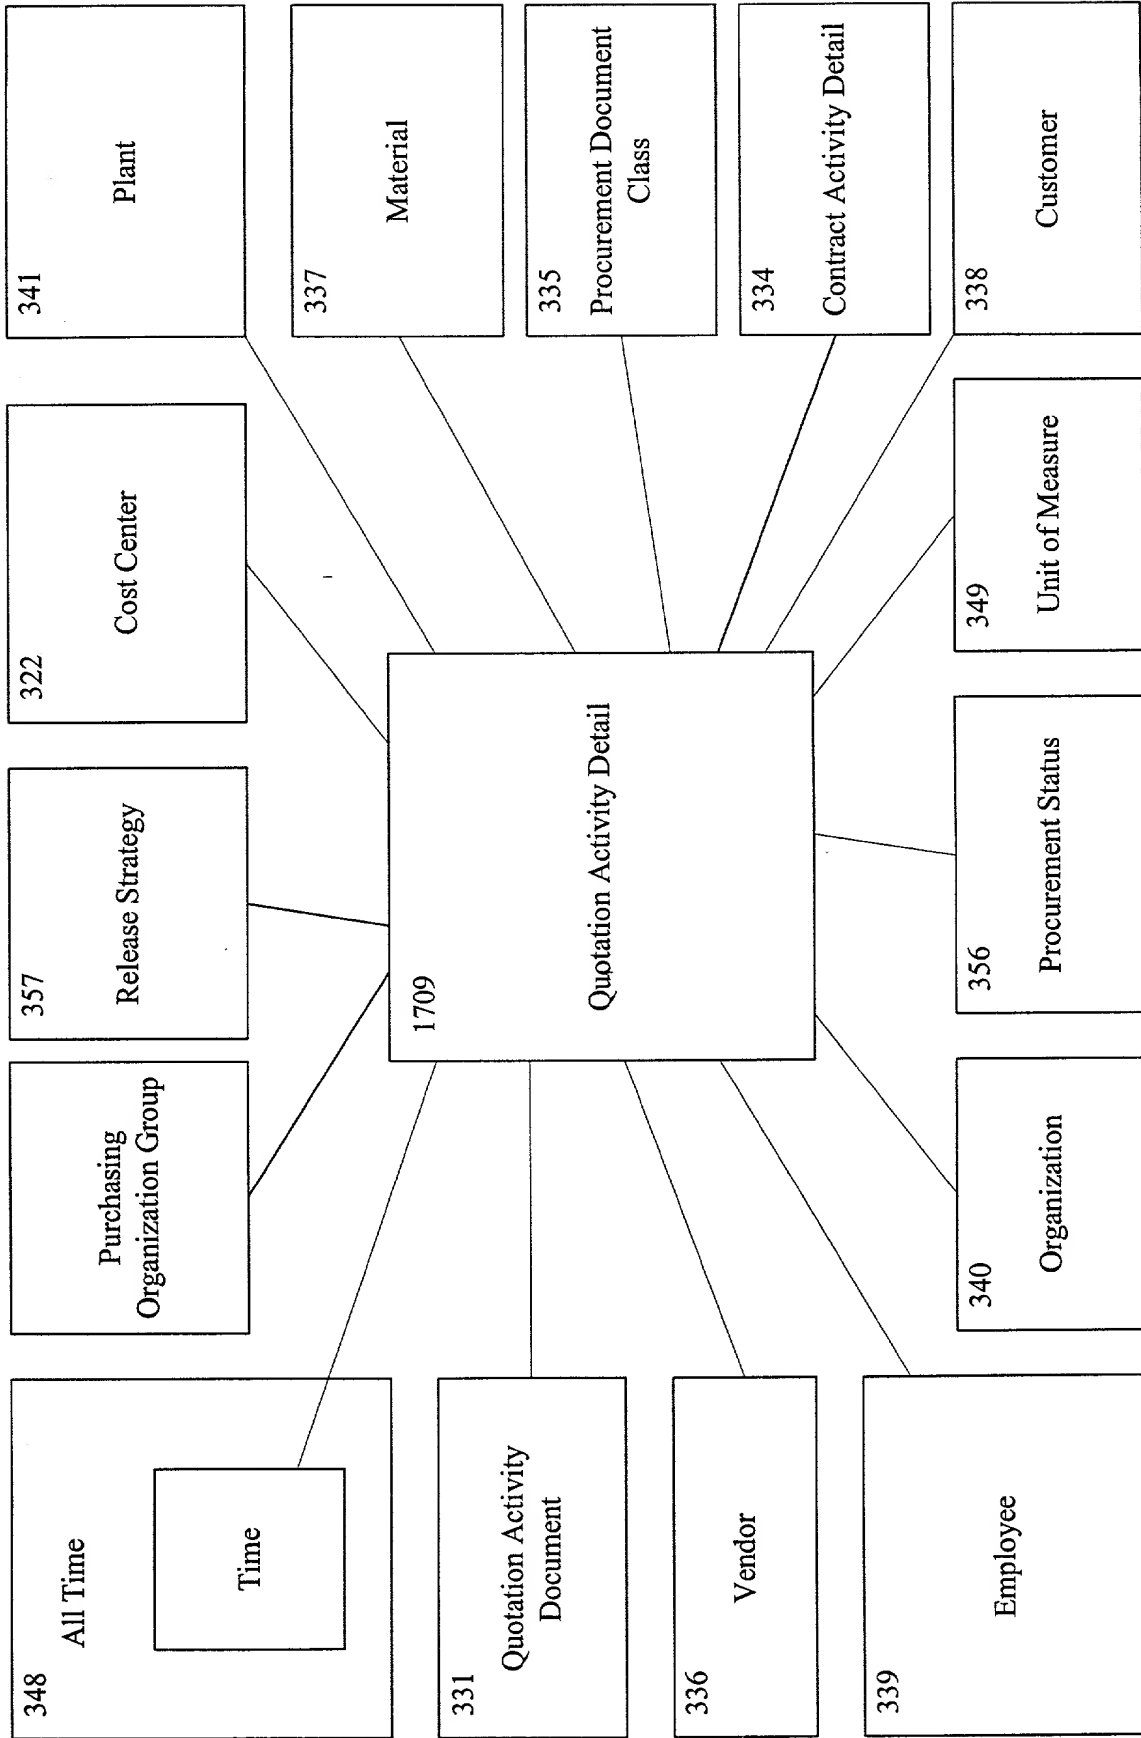 348
All Time
Time
Purchasing
Organization Group
357
Release Strategy
322
Cost Center
341
Plant
331
Quotation Activity
Document
1709
Quotation Activity Detail
337
Material
336
Vendor
335
Procurement Document
Class
334
Contract Activity Detail
339
Employee
340
Organization
356
Procurement Status
349
Unit of Measure
338
Customer